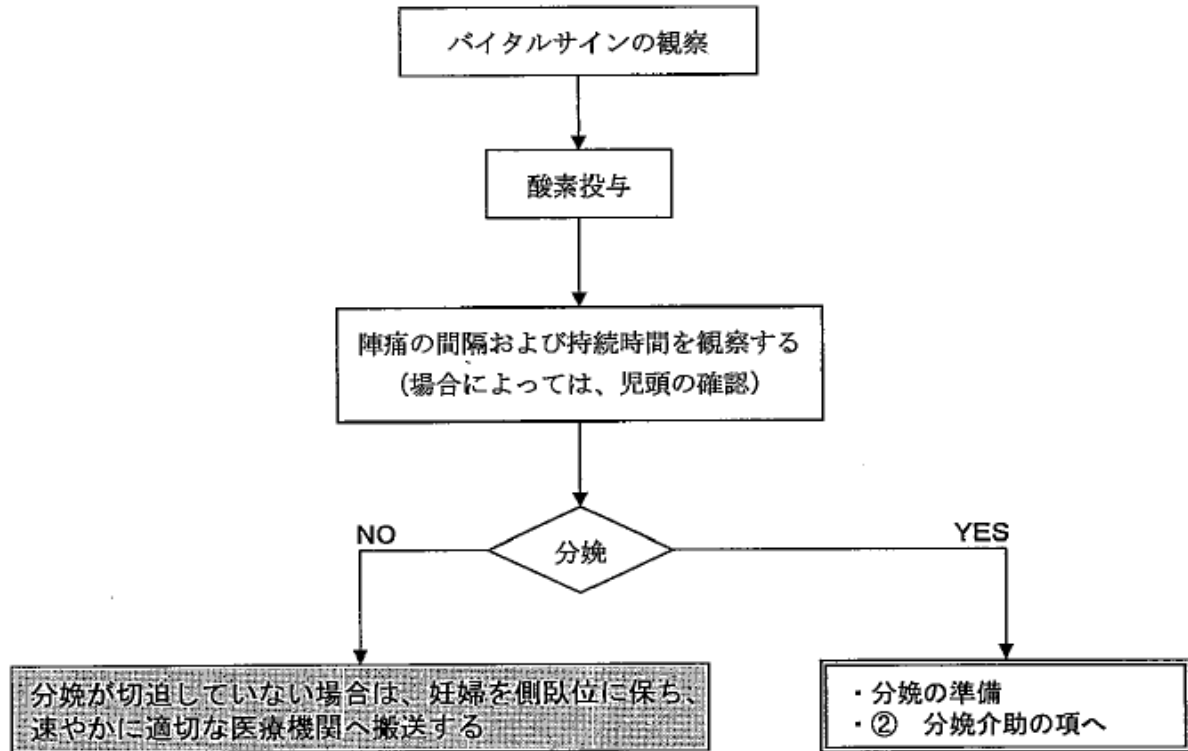 バイタルサインの観察
酸素投与
陣痛の間隔および持続時間を観察する
（場合によっては、児頭の確認）
分娩
NO
YES
分娩が切迫していない場合は、妊婦を側臥位に保ち、
速やかに適切な医療機関へ搬送する
・分娩の準備
・②　分娩介助の項へ